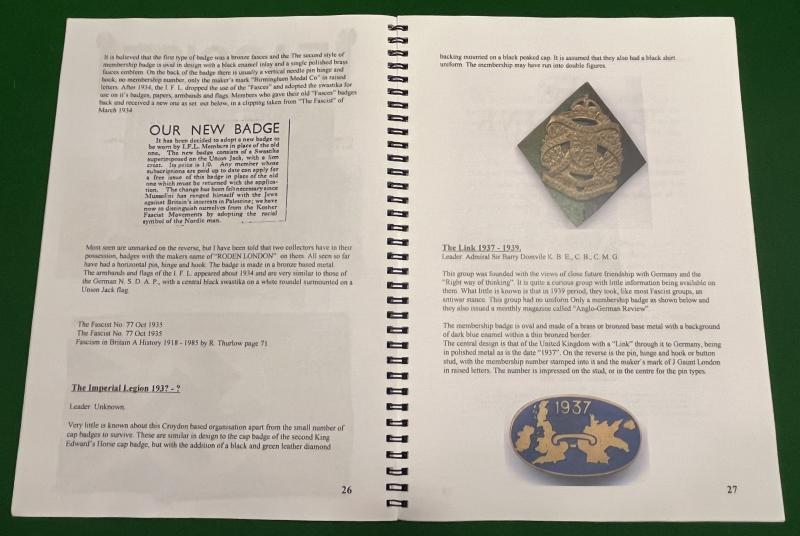 It is believed that the first type of badge was a bronze fasces and the The second style of
membership badge is oval in design with a black enamel inlay and a single polished brass
fasces emblem. On the back of the badge there is usually a vertical needle pin hinge and
hook, no membership number, only the maker's mark "Birmingham Medal Co" in raised
letters. After 1934, the I. F. L. dropped the use of the "Fasces" and adopted the swastika for
use on it's badges, papers, armbands and flags. Members who gave their old "Fasces" badges
back and received a new one as set out below, in a clipping taken from "The Fascist" of
March 1934.
OUR NEW BADGE
It has been decided to adopt a new badge to
be worn by I.F.L. Members in place of the old
one. The new badge consists of a Swastika
superimposed on the Union Jack, with a lion
crest. Its price is 1/0. Any member whose
subscriptions are paid up to date can apply for
a free issue of this badge in place of the old
one which must be returned with the applica-
tion. The change has been felt necessary since
Mussolini has ranged himself with the Jews
against Britain's interests in Palestine; we have
now to distinguish ourselves from the Kosher
Fascist Movements by adopting the racial
symbol of the Nordic man.
Most seen are unmarked on the reverse, but I have been told that two collectors have in their
possession, badges with the makers name of "RODEN LONDON" on them. All seen so far
have had a horizontal pin, hinge and hook. The badge is made in a bronze based metal.
The armbands and flags of the I. F. L. appeared about 1934 and are very similar to those of
the German N. S. D. A. P., with a central black swastika on a white roundel surmounted on a
Union Jack flag.
The Fascist No. 77 Oct 1935
The Fascist No. 77 Oct 1935
Fascism in Britain A History 1918 - 1985 by R. Thurlow page 71
The Imperial Legion 193? - ?
Leader Unknown.
Very little is known about this Croydon based organisation apart from the small number of
cap badges to survive. These are similar in design to the cap badge of the second King
Edward's Horse cap badge, but with the addition of a black and green leather diamond
26
backing mounted on a black peaked cap. It is assumed that they also had a black shirt
uniform. The membership may have run into double figures.
The Link 1937 - 1939.
Leader. Admiral Sir Barry Domvile K. B. E., C. B., C. M. G.
This group was founded with the views of close future friendship with Germany and the
"Right way of thinking". It is quite a curious group with little information being available on
them. What little is known is that in 1939 period, they took, like most Fascist groups, an
antiwar stance. This group had no uniform Only a membership badge as shown below and
they also issued a monthly magazine called "Anglo-German Review".
The membership badge is oval and made of a brass or bronzed base metal with a background
of dark blue enamel within a thin bronzed border.
The central design is that of the United Kingdom with a "Link" through it to Germany, being
in polished metal as is the date "1937". On the reverse is the pin, hinge and hook or button
stud, with the membership number stamped into it and the maker's mark of J Gaunt London
in raised letters. The number is impressed on the stud, or in the centre for the pin types.
1937
27